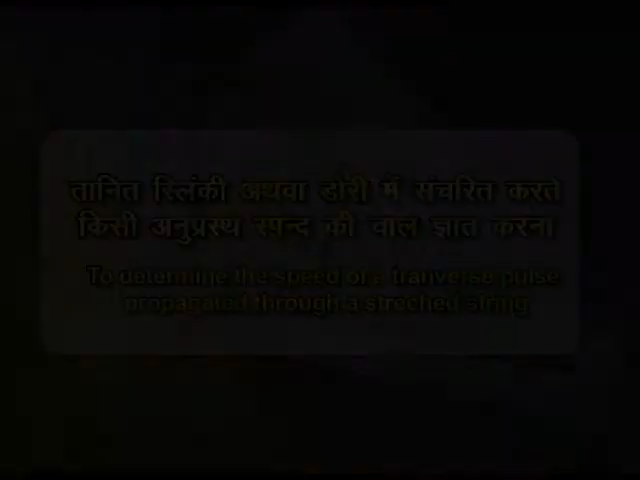 तानित स्लिंकी अथवा डोरी में संचरित करते
किसी अनुप्रस्थ स्पन्द की चाल ज्ञात करना
To determine the speed of a tranverse pulse
propagated through a streched string